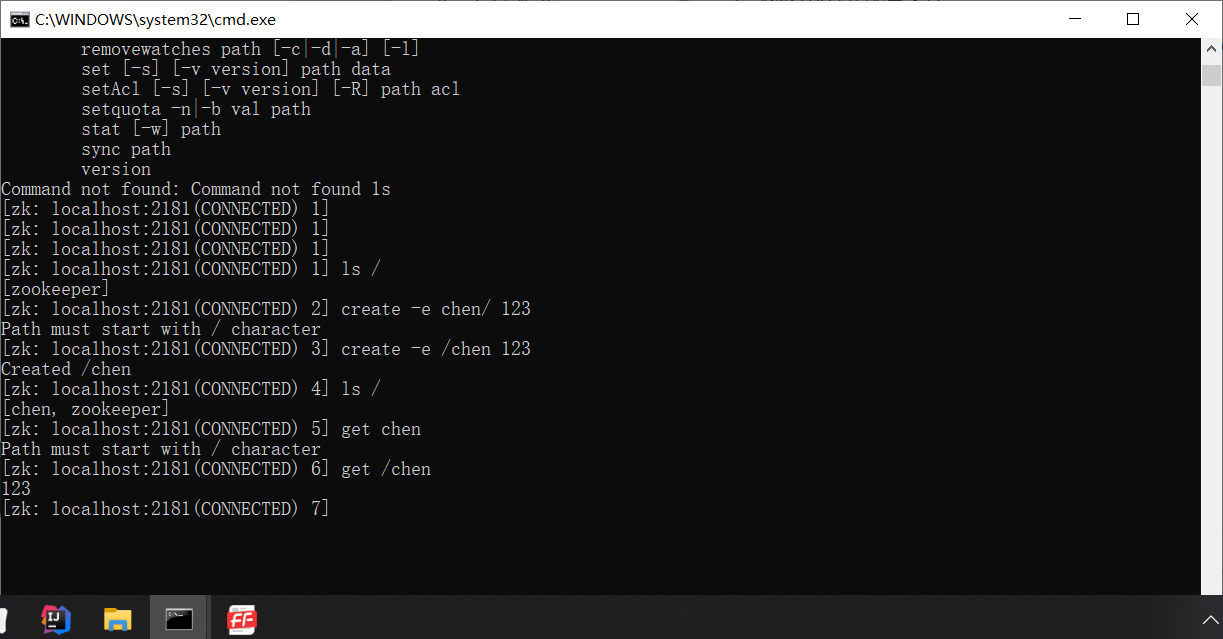 C:\WINDOWS\system32\cmd.exe
removewatches path [-c|-d|-a] [-l]
set [-s] [-v version] path data
setAcl [-s] [-v version] [-R] path acl
setquota -n|-b val path
stat [-w] path
sync path
version
Command not found: Command not found ls
[zk: localhost:2181(CONNECTED) 1]
[zk: localhost:2181(CONNECTED) 1]
[zk: localhost:2181(CONNECTED) 1]
[zk: localhost:2181(CONNECTED) 1] ls /
[zookeeper]
[zk: localhost:2181(CONNECTED) 2] create -e chen/ 123
Path must start with / character
[zk: localhost:2181(CONNECTED) 3] create -e /chen 123
Created /chen
[zk: localhost:2181(CONNECTED) 4] ls /
[chen, zookeeper]
[zk: localhost:2181(CONNECTED) 5] get chen
Path must start with / character
[zk: localhost:2181(CONNECTED) 6] get /chen
123
[zk: localhost:2181(CONNECTED) 7]
IJ
FF